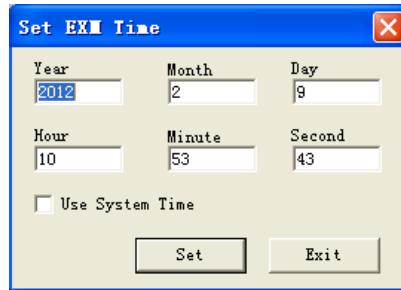 Set EXM Time
Year Month Day
2012 2 9
Hour Minute Second
10 53 43
Use System Time
Set Exit